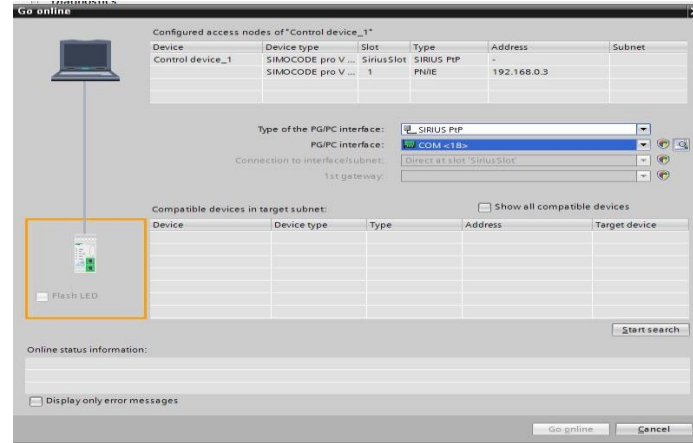 Diagnostics
Go online
Configured access nodes of "Control device_1"
Device Device type Slot Type Address Subnet
Control device_1 SIMOCODE pro V ... SiriusSlot SIRIUS PtP -
SIMOCODE pro V ... 1 PN/IE 192.168.0.3
Type of the PG/PC interface: SIRIUS PtP
PG/PC interface: COM <18>
Connection to interface/subnet: Direct at slot 'SiriusSlot'
1st gateway:
Compatible devices in target subnet: Show all compatible devices
Device Device type Type Address Target device
Flash LED
Start search
Online status information:
Display only error messages
Go online Cancel